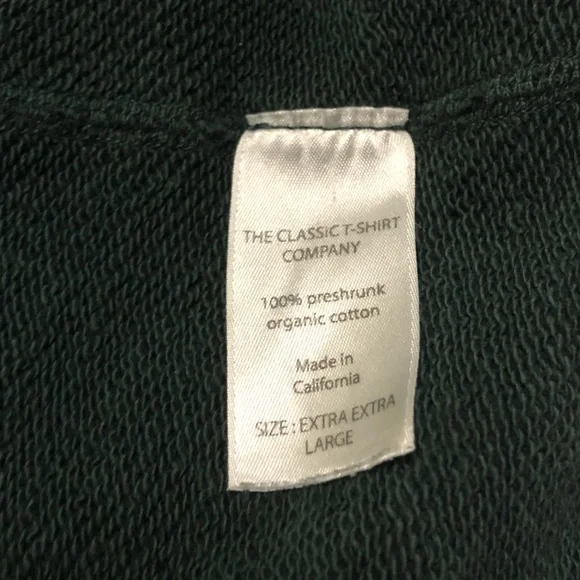 THE CLASSIC T-SHIRT
COMPANY
100% preshrunk
organic cotton
Made in
California
SIZE : EXTRA EXTRA
LARGE